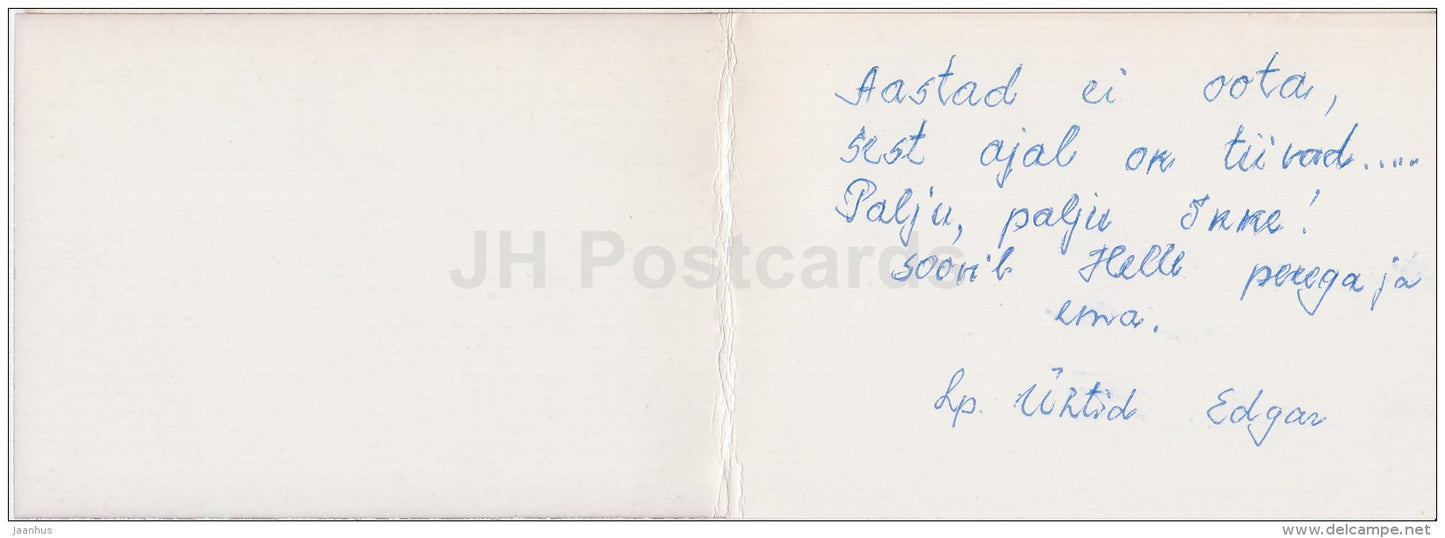 Aastad ei oota,
sest ajal on tiivad.....
Palju, palju õnne!
soovib Helle perega ja
ema.
Lp. Edgar
JH Postcards
jaanhus
www.delcampe.net